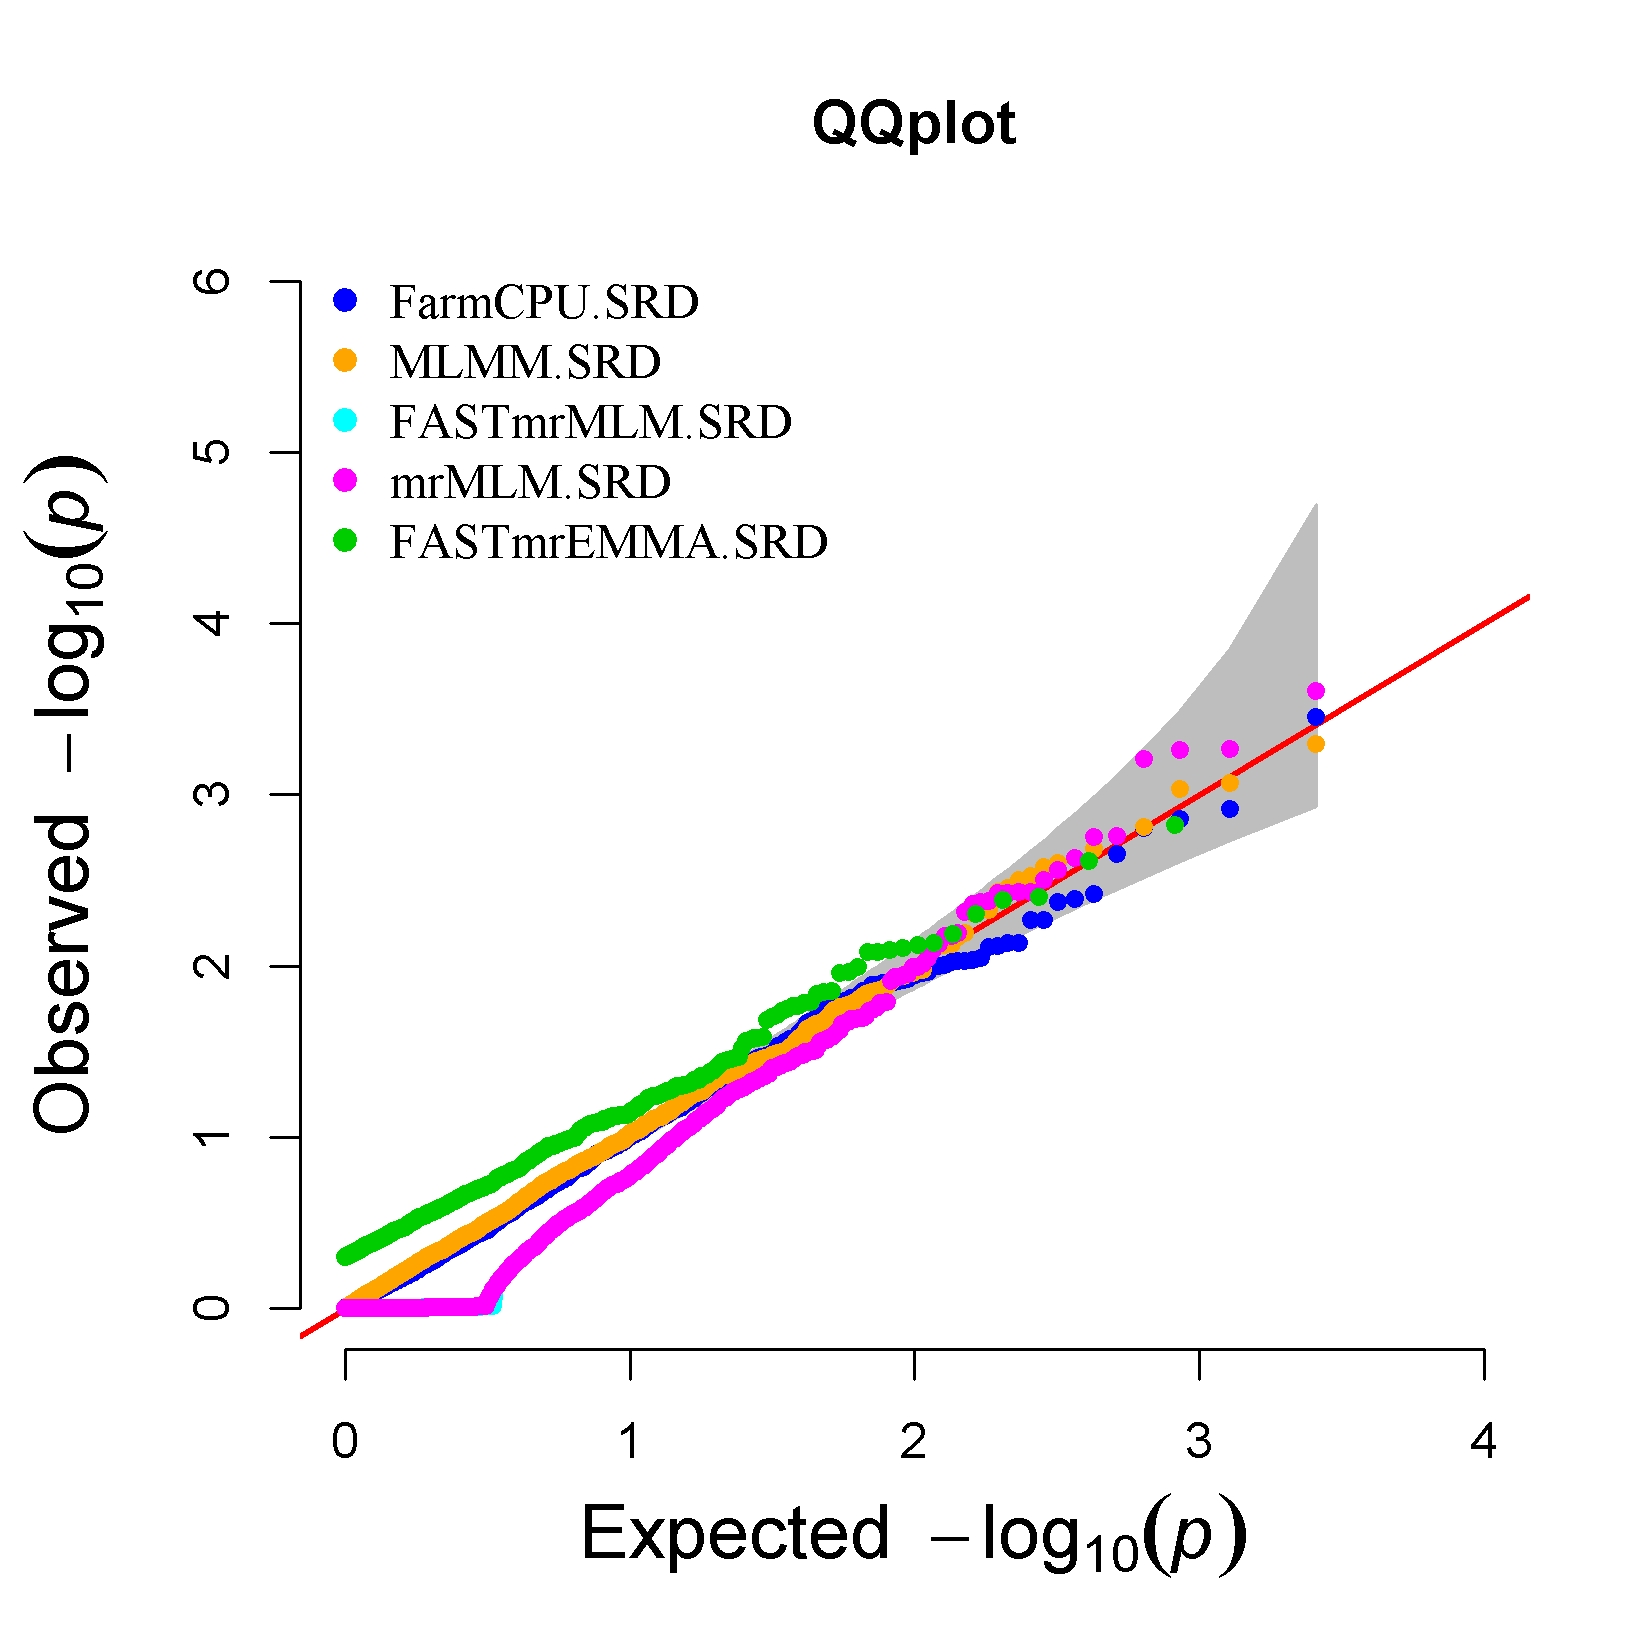 QQplot
FarmCPU.SRD
MLMM.SRD
FASTmrMLM.SRD
mrMLM.SRD
FASTmrEMMA.SRD
Observed −log₁₀(p)
6
5
4
3
2
1
0
0 1 2 3 4
Expected −log₁₀(p)